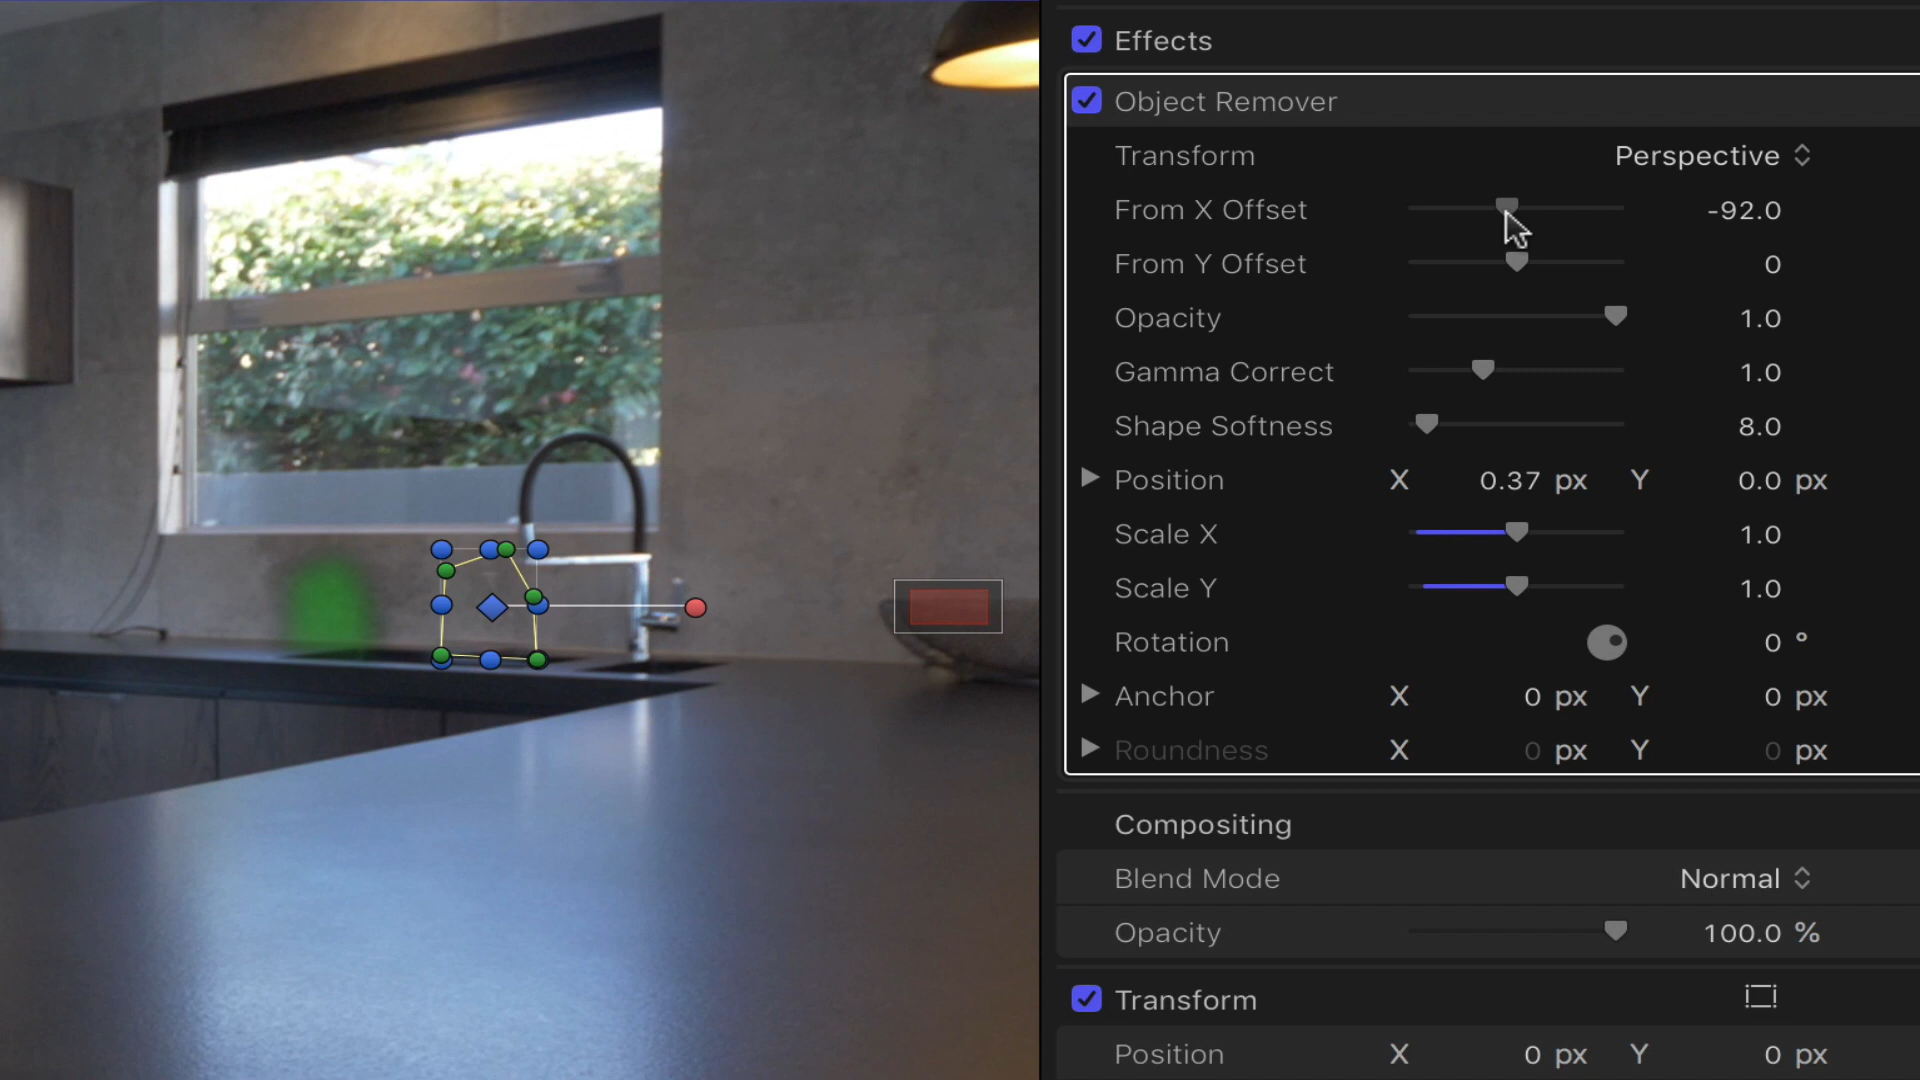 Effects
Object Remover
Transform Perspective
From X Offset -92.0
From Y Offset 0
Opacity 1.0
Gamma Correct 1.0
Shape Softness 8.0
Position X 0.37 px Y 0.0 px
Scale X 1.0
Scale Y 1.0
Rotation 0 °
Anchor X 0 px Y 0 px
Roundness X 0 px Y 0 px
Compositing
Blend Mode Normal
Opacity 100.0 %
Transform
Position X 0 px Y 0 px